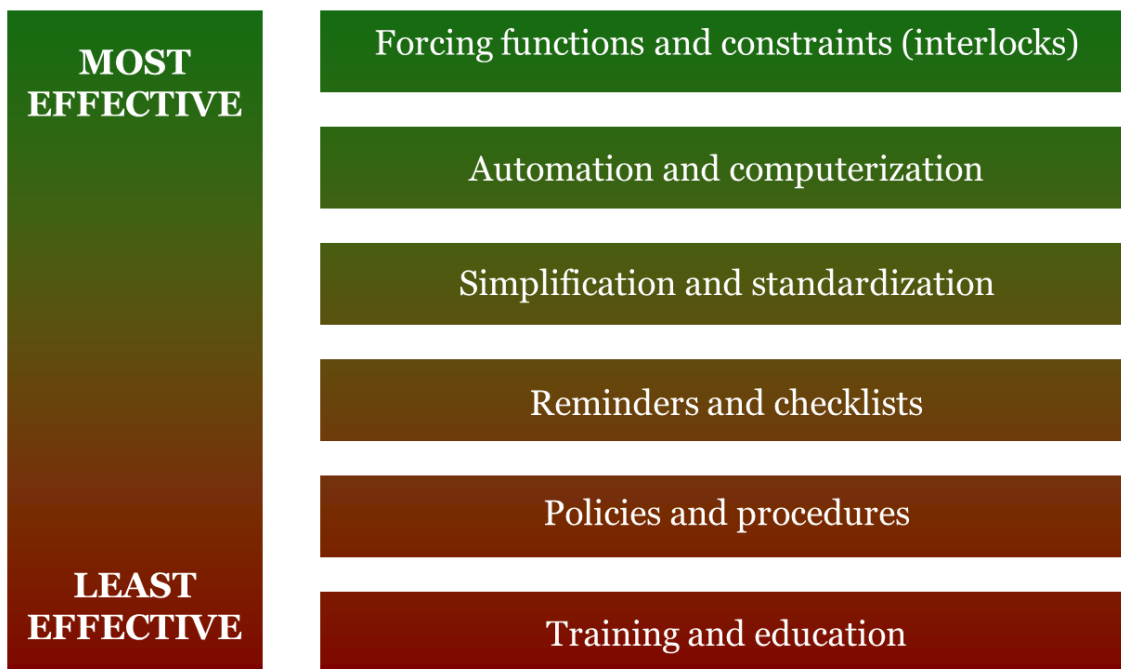 MOST
EFFECTIVE
Forcing functions and constraints (interlocks)
Automation and computerization
Simplification and standardization
Reminders and checklists
Policies and procedures
LEAST
EFFECTIVE
Training and education